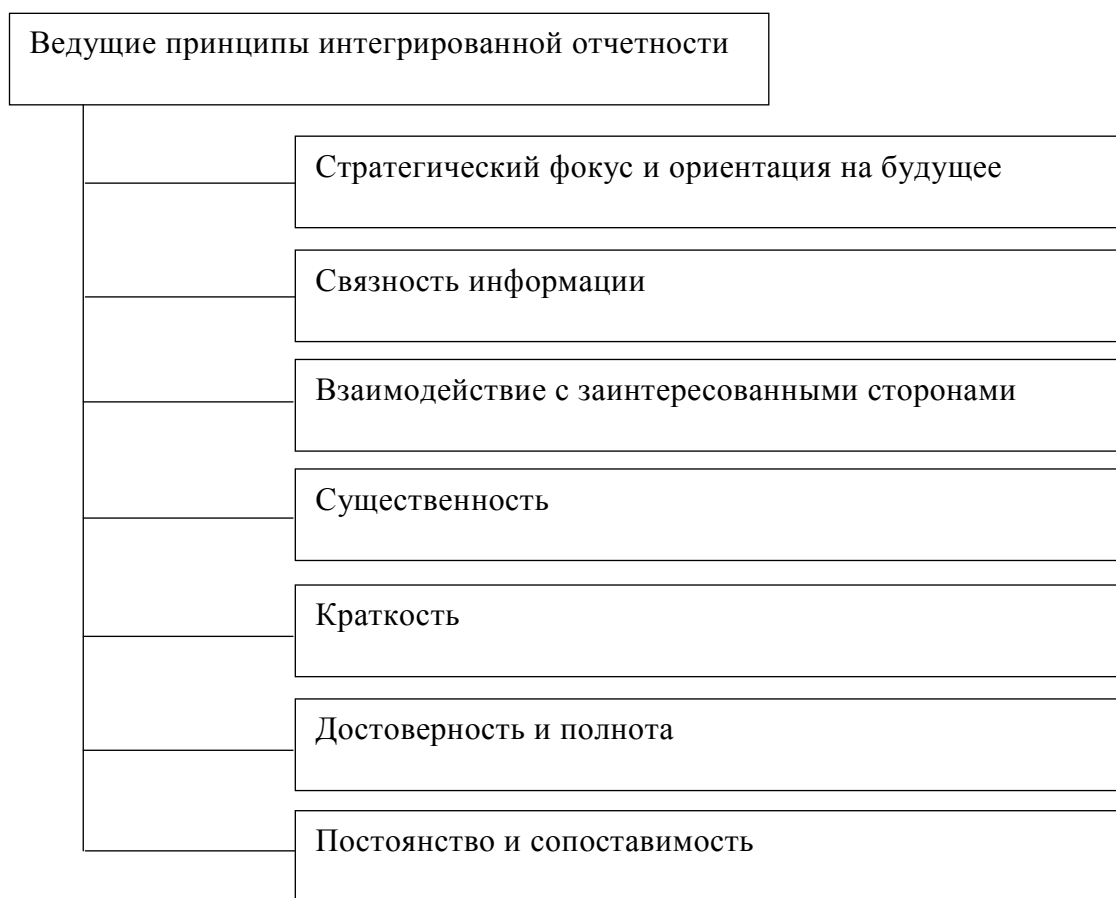 Ведущие принципы интегрированной отчетности
Стратегический фокус и ориентация на будущее
Связность информации
Взаимодействие с заинтересованными сторонами
Существенность
Краткость
Достоверность и полнота
Постоянство и сопоставимость